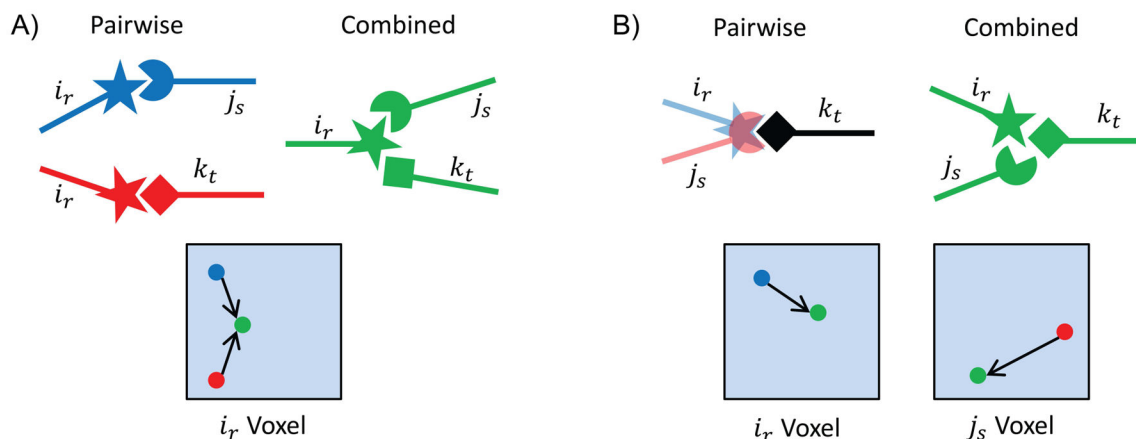 A)
Pairwise
Combined
i_r
j_s
i_r
k_t
i_r
j_s
k_t
i_r Voxel
B)
Pairwise
Combined
i_r
j_s
k_t
i_r
j_s
k_t
i_r Voxel
j_s Voxel